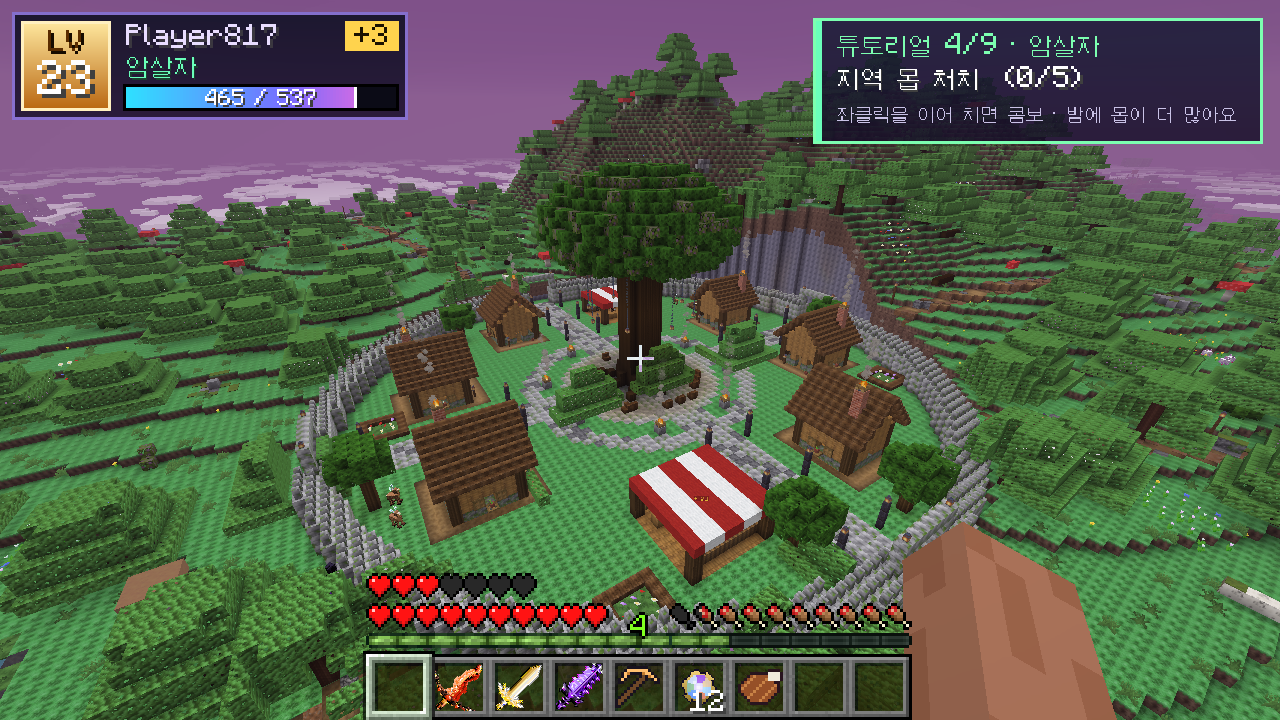 LV
23
Player817
+3
암살자
465 / 537
튜토리얼 4/9 · 암살자
지역 몹 처치 (0/5)
좌클릭을 이어 치면 콤보 · 밤에 몹이 더 많아요
4
12